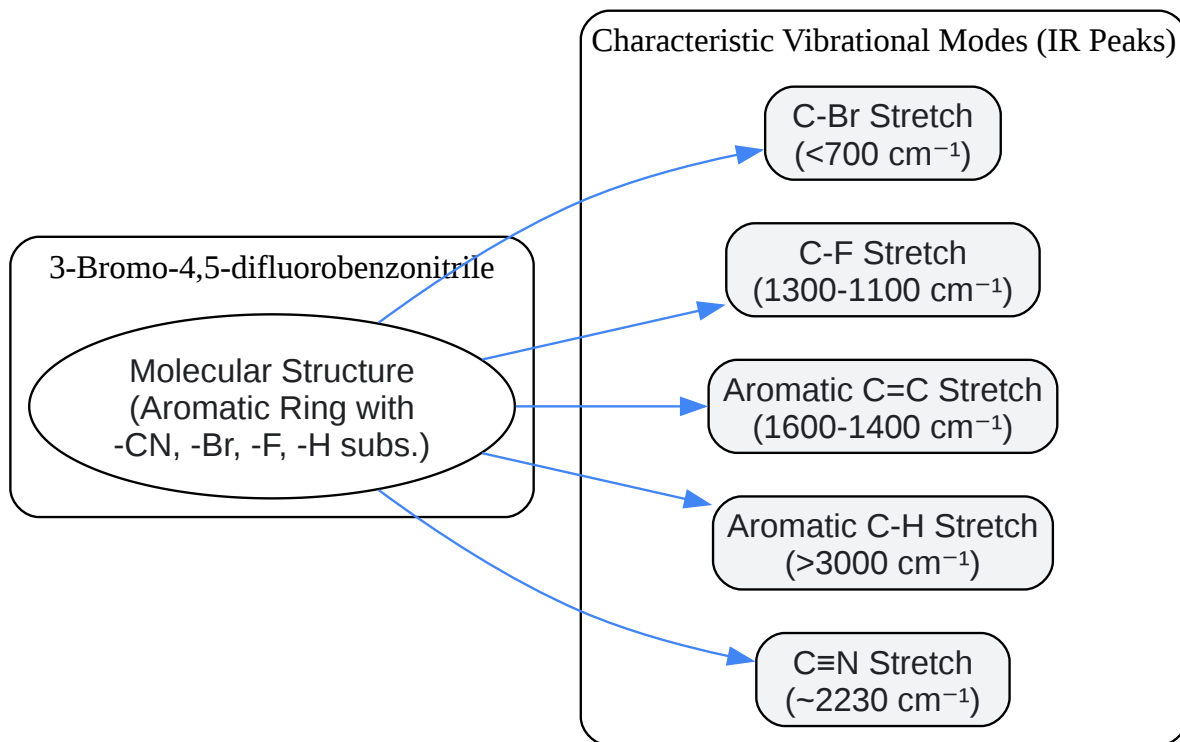 Characteristic Vibrational Modes (IR Peaks)
C-Br Stretch
(<700 cm⁻¹)
C-F Stretch
(1300-1100 cm⁻¹)
3-Bromo-4,5-difluorobenzonitrile
Molecular Structure
(Aromatic Ring with
-CN, -Br, -F, -H subs.)
Aromatic C=C Stretch
(1600-1400 cm⁻¹)
Aromatic C-H Stretch
(>3000 cm⁻¹)
C≡N Stretch
(~2230 cm⁻¹)